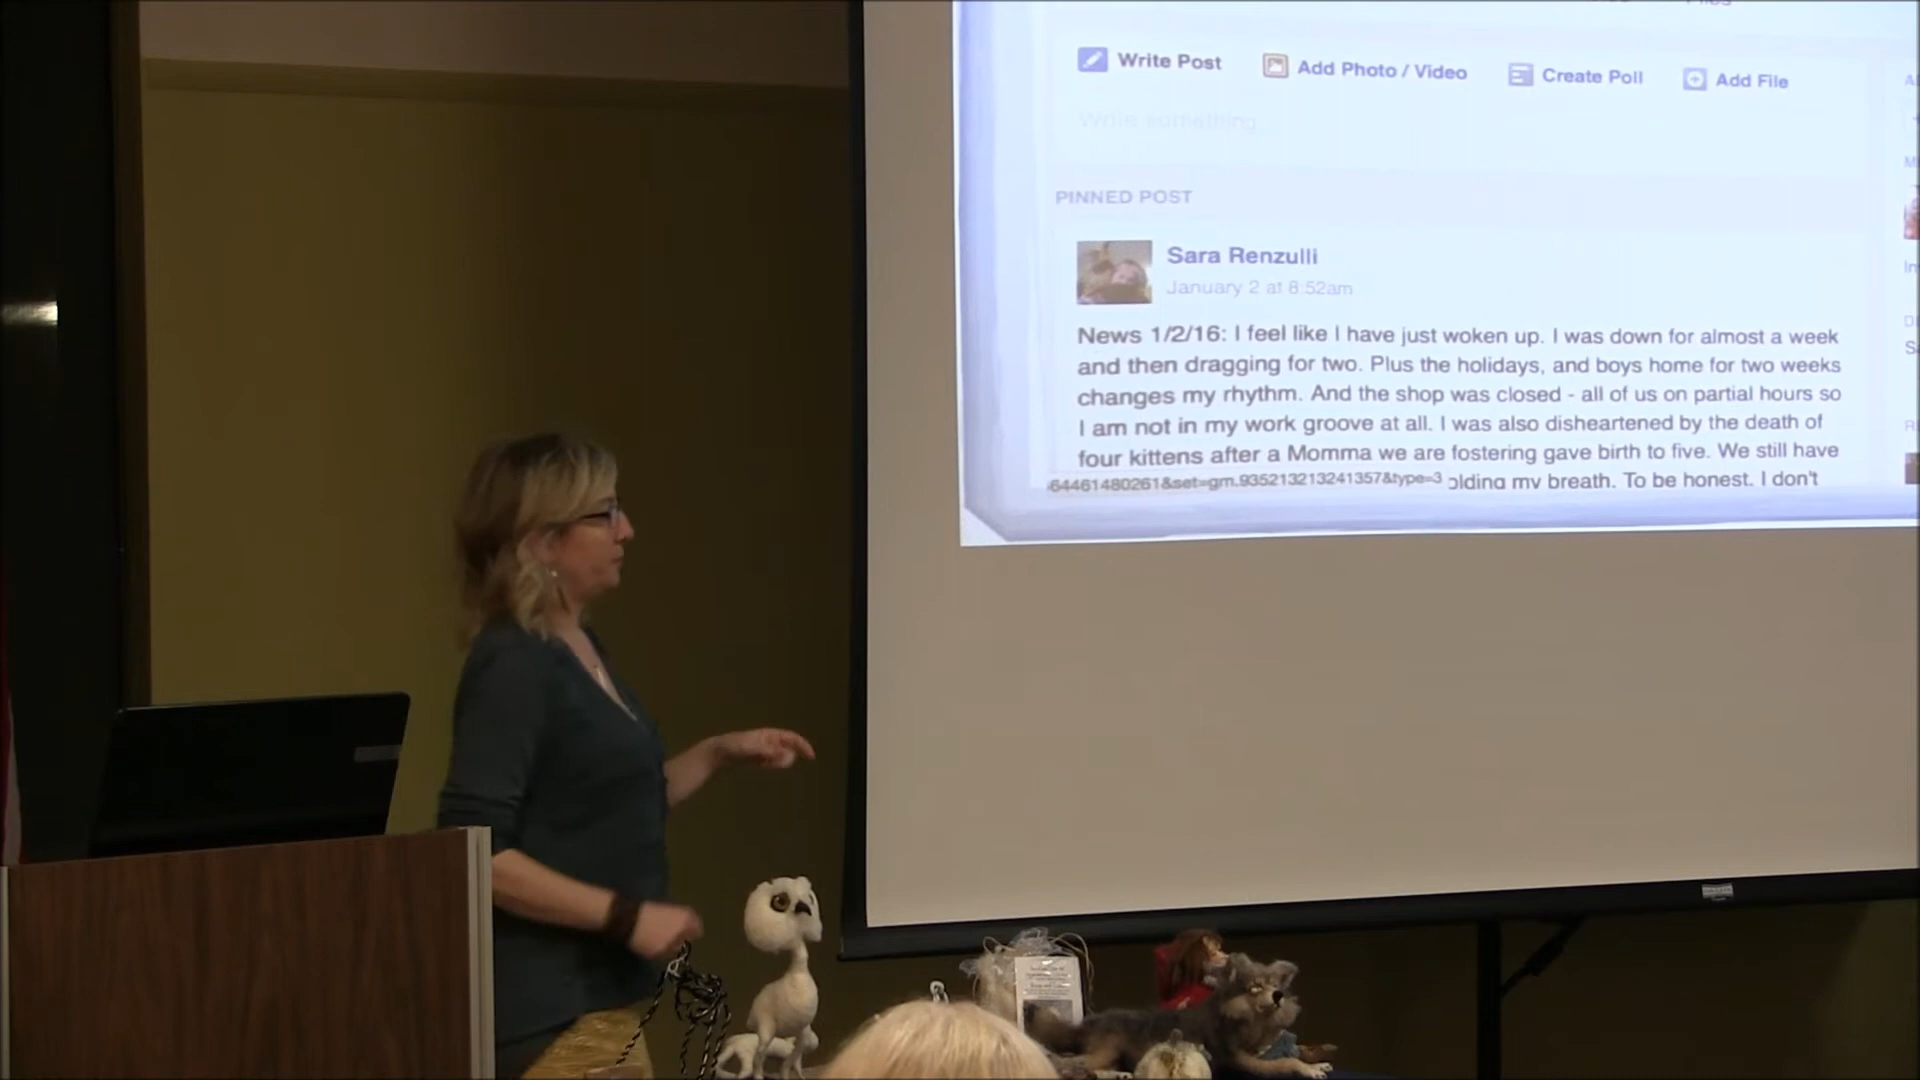 Write Post
Add Photo / Video
Create Poll
Add File
Write something
PINNED POST
Sara Renzulli
January 2 at 8:52am
News 1/2/16: I feel like I have just woken up. I was down for almost a week
and then dragging for two. Plus the holidays, and boys home for two weeks
changes my rhythm. And the shop was closed - all of us on partial hours so
I am not in my work groove at all. I was also disheartened by the death of
four kittens after a Momma we are fostering gave birth to five. We still have
64461480261&set=gm.935213213241357&type=3 olding my breath. To be honest. I don't